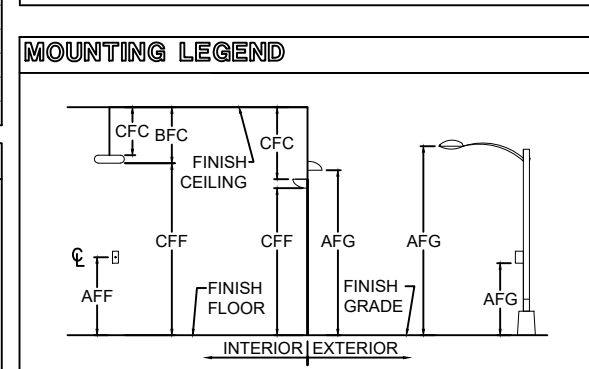 MOUNTING LEGEND
CFC
BFC
CFC
FINISH
CEILING
CFF
CFF
AFG
AFG
℄
AFF
FINISH
FLOOR
FINISH
GRADE
AFG
INTERIOR
EXTERIOR